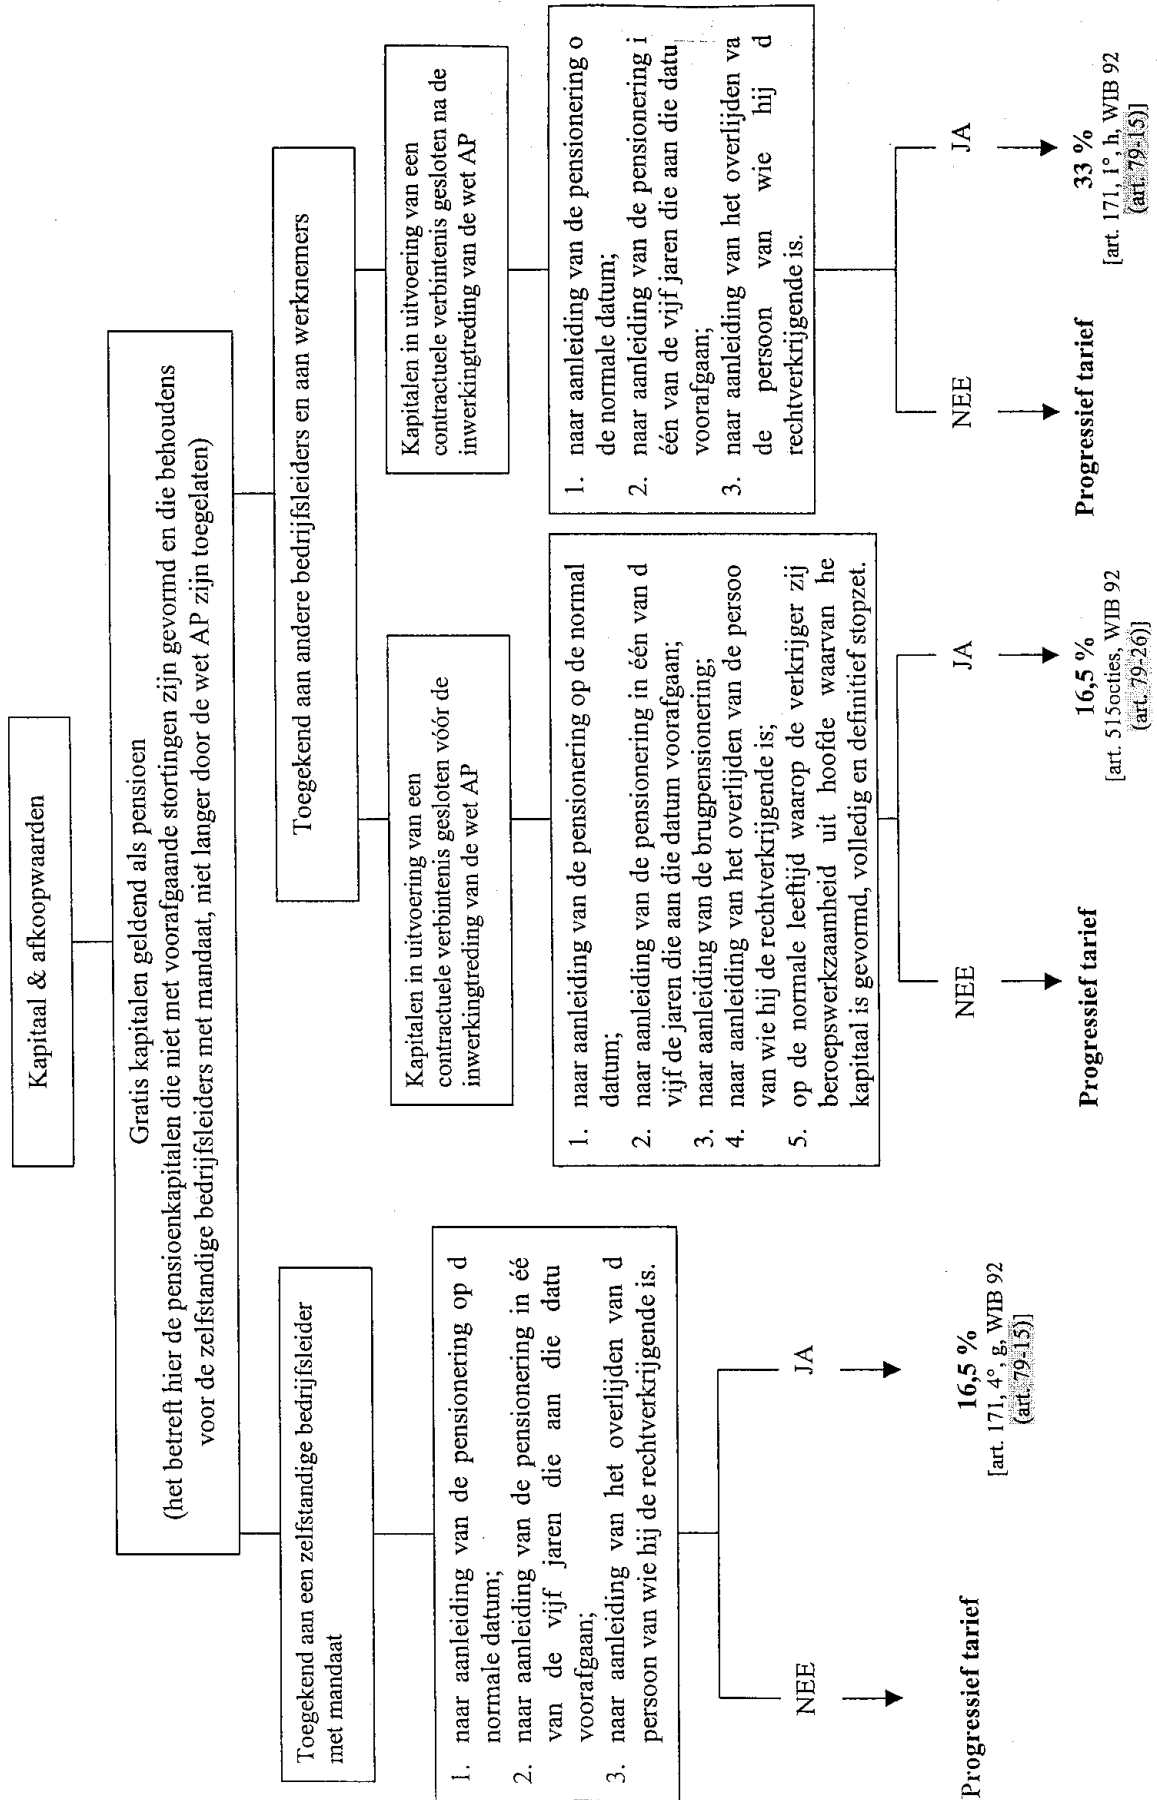 Kapitaal & afkoopwaarden
Gratis kapitalen geldend als pensioen
(het betreft hier de pensioenkapitalen die niet met voorafgaande stortingen zijn gevormd en die behoudens
voor de zelfstandige bedrijfsleiders met mandaat, niet langer door de wet AP zijn toegelaten)
Toegekend aan een zelfstandige bedrijfsleider
met mandaat
1. naar aanleiding van de pensionering op d
normale datum;
2. naar aanleiding van de pensionering in éé
van de vijf jaren die aan die datu
voorafgaan;
3. naar aanleiding van het overlijden van d
persoon van wie hij de rechtverkrijgende is.
NEE
JA
Progressief tarief
16,5 %
[art. 171, 4°, g, WIB 92
(art. 79-15)]
Toegekend aan andere bedrijfsleiders en aan werknemers
Kapitalen in uitvoering van een
contractuele verbintenis gesloten vóór de
inwerkingtreding van de wet AP
1. naar aanleiding van de pensionering op de normal
datum;
2. naar aanleiding van de pensionering in één van d
vijf de jaren die aan die datum voorafgaan;
3. naar aanleiding van de brugpensionering;
4. naar aanleiding van het overlijden van de persoo
van wie hij de rechtverkrijgende is;
5. op de normale leeftijd waarop de verkrijger zij
beroepswerkzaamheid uit hoofde waarvan he
kapitaal is gevormd, volledig en definitief stopzet.
NEE
JA
Progressief tarief
16,5 %
[art. 515octies, WIB 92
(art. 79-26)]
Kapitalen in uitvoering van een
contractuele verbintenis gesloten na de
inwerkingtreding van de wet AP
1. naar aanleiding van de pensionering o
de normale datum;
2. naar aanleiding van de pensionering i
één van de vijf jaren die aan die datu
voorafgaan;
3. naar aanleiding van het overlijden va
de persoon van wie hij d
rechtverkrijgende is.
NEE
JA
Progressief tarief
33 %
[art. 171, 1°, h, WIB 92
(art. 79-15)]